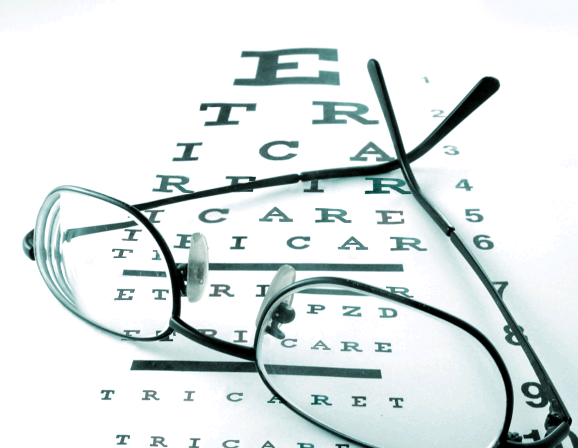 E 1
T R 2
I C A 3
R E I R 4
I C A R E 5
I R I C A R 6
E T R I R 7
P Z D
E T R I C A R E 8
T R I C A R E T 9
T R I C A R E